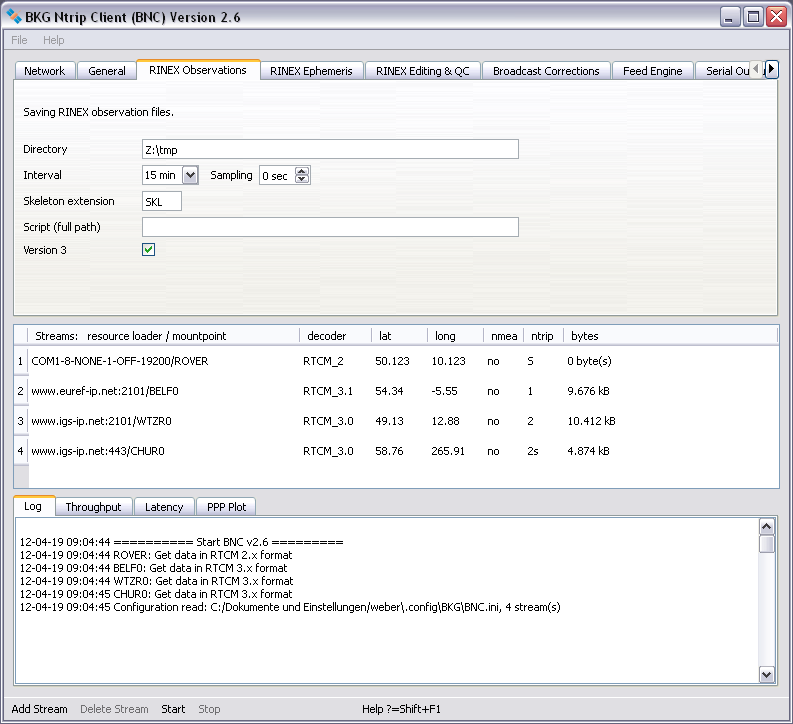 BKG Ntrip Client (BNC) Version 2.6
File Help
Network General RINEX Observations RINEX Ephemeris RINEX Editing & QC Broadcast Corrections Feed Engine Serial
Saving RINEX observation files.
Directory Z:\tmp
Interval 15 min Sampling 0 sec
Skeleton extension SKL
Script (full path)
Version 3
Streams: resource loader / mountpoint decoder lat long nmea ntrip bytes
1 COM1-8-NONE-1-OFF-19200/ROVER RTCM_2 50.123 10.123 no S 0 byte(s)
2 www.euref-ip.net:2101/BELF0 RTCM_3.1 54.34 -5.55 no 1 9.676 kB
3 www.igs-ip.net:2101/WTZR0 RTCM_3.0 49.13 12.88 no 2 10.412 kB
4 www.igs-ip.net:443/CHUR0 RTCM_3.0 58.76 265.91 no 2s 4.874 kB
Log Throughput Latency PPP Plot
12-04-19 09:04:44 ========== Start BNC v2.6 =========
12-04-19 09:04:44 ROVER: Get data in RTCM 2.x format
12-04-19 09:04:44 BELF0: Get data in RTCM 3.x format
12-04-19 09:04:44 WTZR0: Get data in RTCM 3.x format
12-04-19 09:04:45 CHUR0: Get data in RTCM 3.x format
12-04-19 09:04:45 Configuration read: C:/Dokumente und Einstellungen/weber\.config\BKG\BNC.ini, 4 stream(s)
Add Stream Delete Stream Start Stop Help ?=Shift+F1